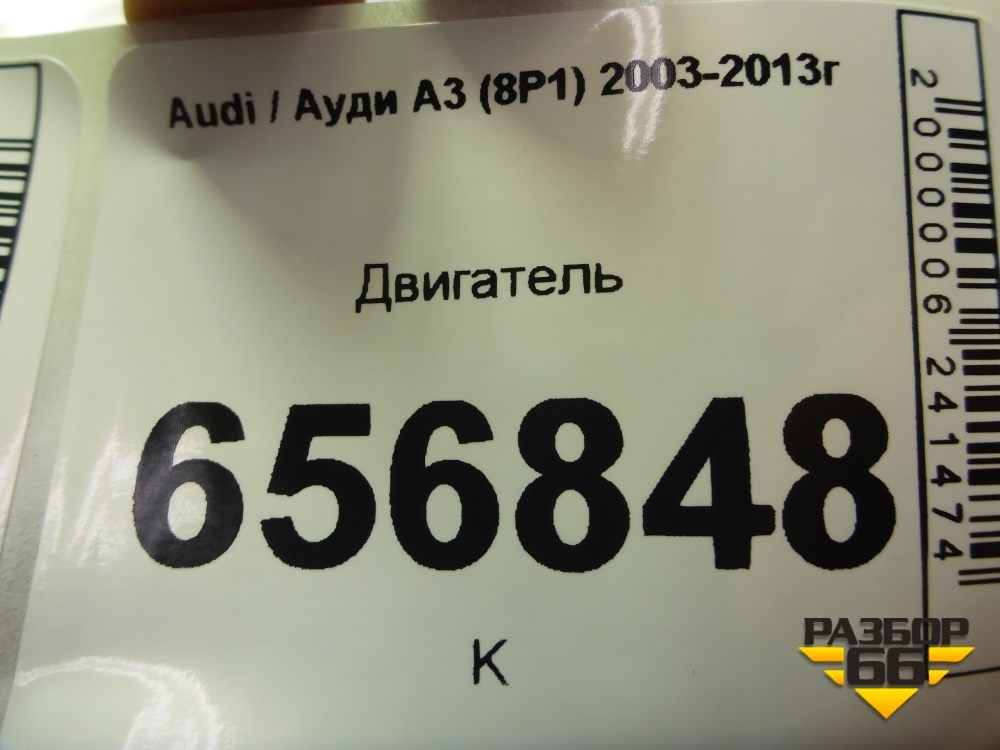 Audi / Ауди А3 (8P1) 2003-2013г
Двигатель
656848
К
2000006241474
РАЗБОР
66